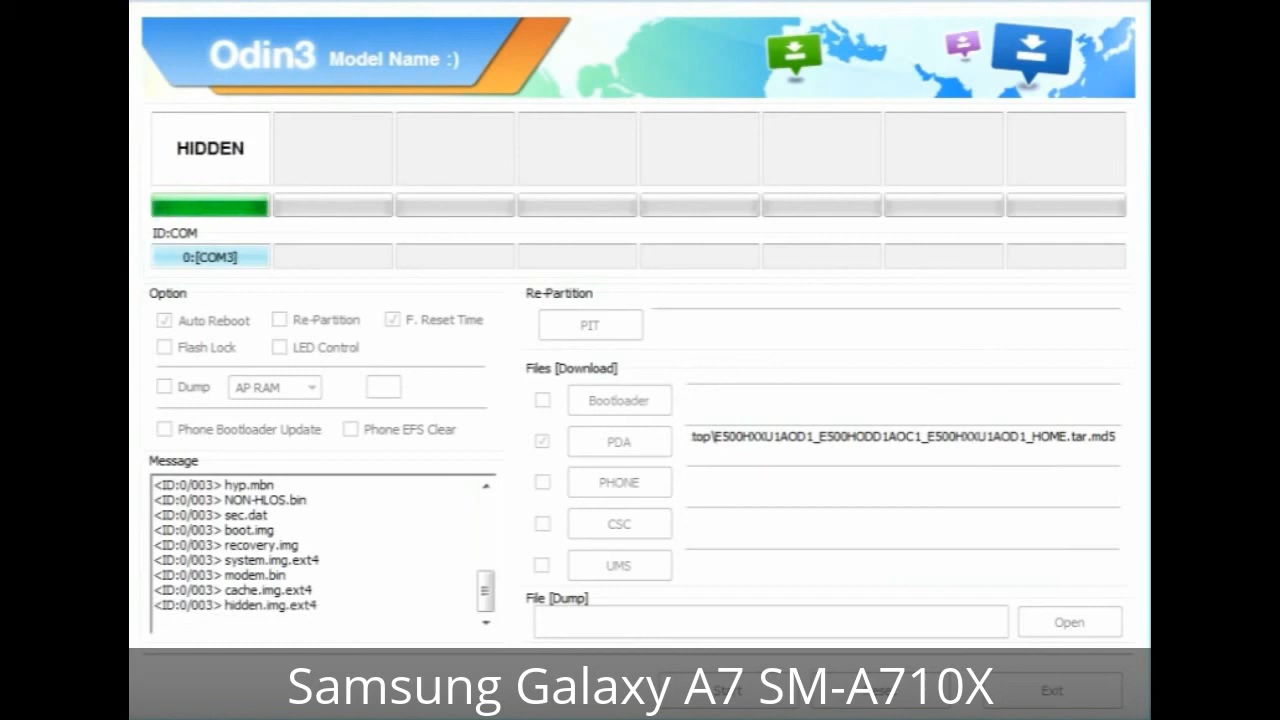 Odin3 Model Name :)
HIDDEN
ID:COM
0:[COM3]
Option
Auto Reboot Re-Partition F. Reset Time
Flash Lock LED Control
Dump AP RAM
Phone Bootloader Update Phone EFS Clear
Message
<ID:0/003> hyp.mbn
<ID:0/003> NON-HLOS.bin
<ID:0/003> sec.dat
<ID:0/003> boot.img
<ID:0/003> recovery.img
<ID:0/003> system.img.ext4
<ID:0/003> modem.bin
<ID:0/003> cache.img.ext4
<ID:0/003> hidden.img.ext4
Re-Partition
PIT
Files [Download]
Bootloader
PDA top\E500HXXU1AOD1_E500HODD1AOC1_E500HXXU1AOD1_HOME.tar.md5
PHONE
CSC
UMS
File [Dump]
Open
Start Reset Exit
Samsung Galaxy A7 SM-A710X